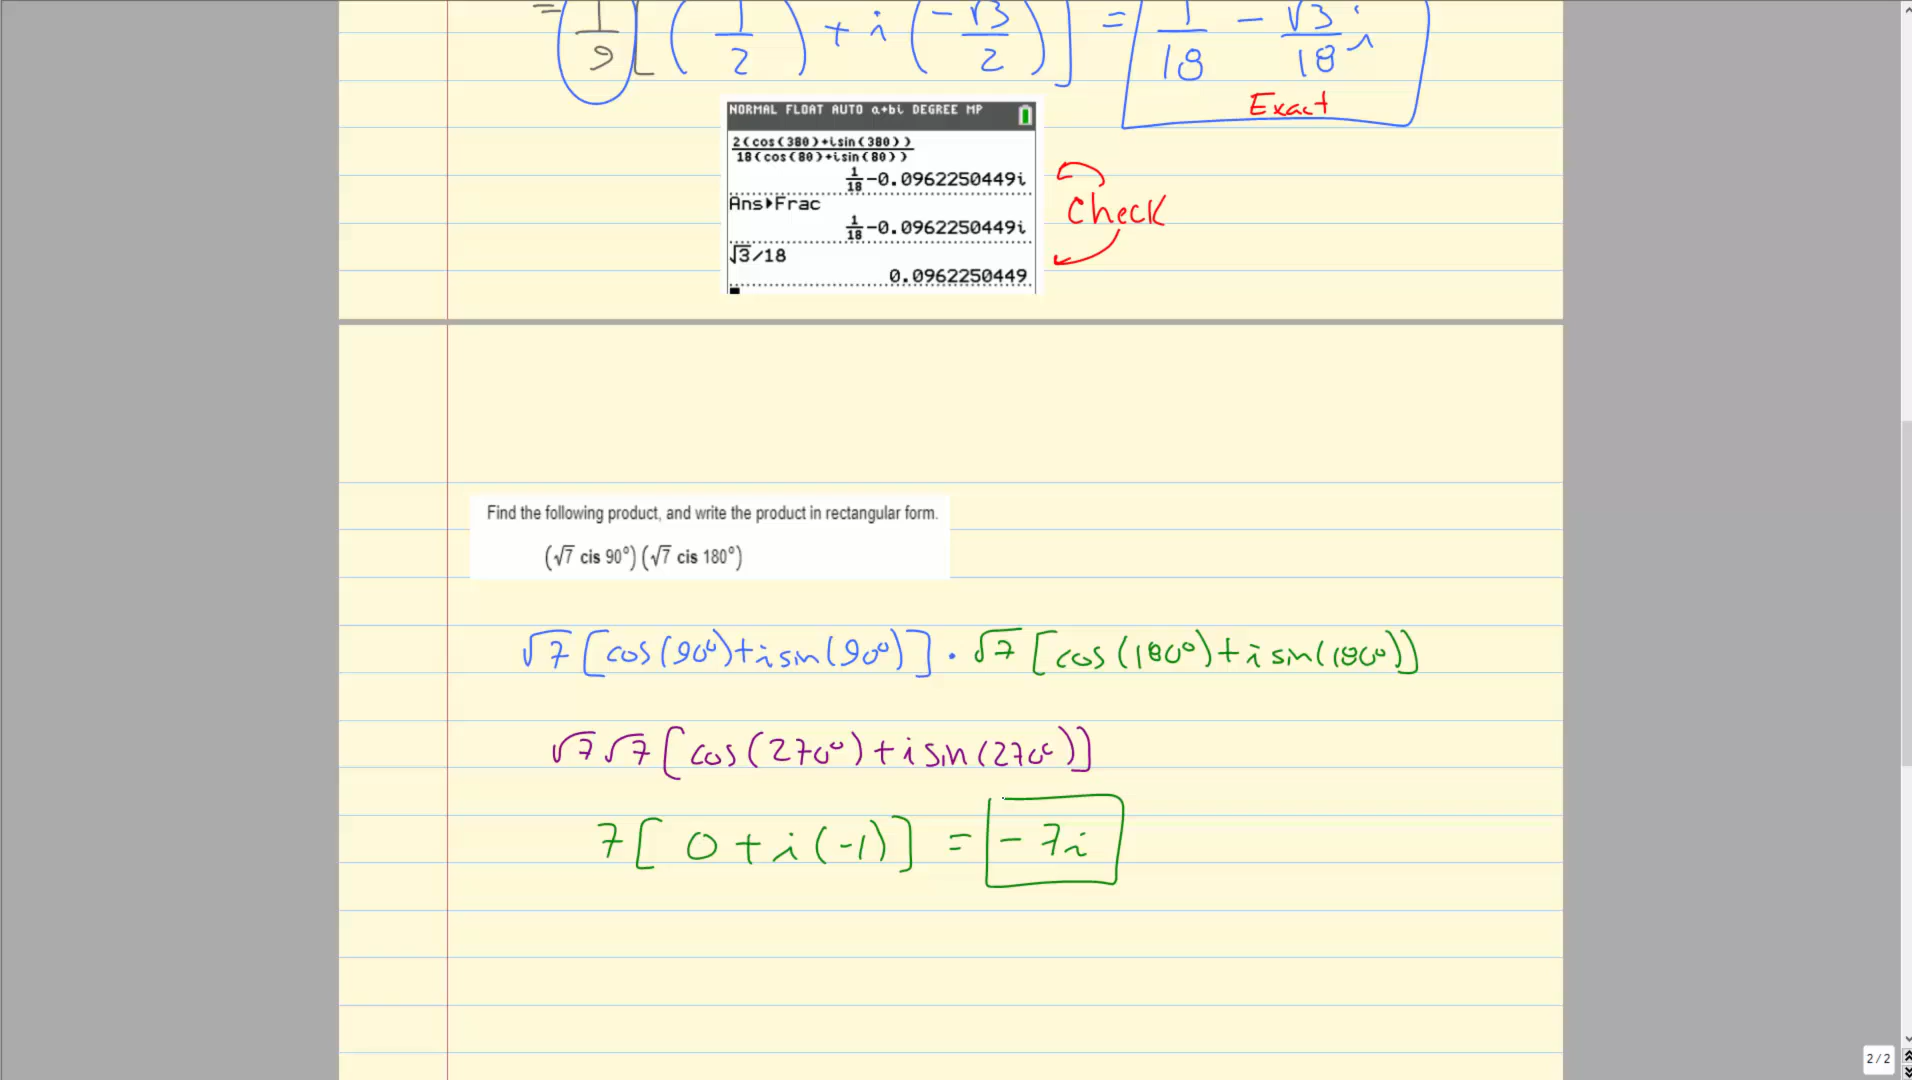 = 1/9 [ ( 1/2 ) + i ( -√3/2 ) ] = 1/18 - √3/18 i
Exact
NORMAL FLOAT AUTO a+bi DEGREE MP
2(cos(380)+isin(380))
18(cos(80)+isin(80))
1/18-0.0962250449i
Ans▸Frac
1/18-0.0962250449i
Check
√3/18
0.0962250449
Find the following product, and write the product in rectangular form.
(√7 cis 90°)(√7 cis 180°)
√7 [cos(90°)+i sin(90°)] · √7 [cos(180°)+i sin(180°)]
√7 √7 [cos(270°)+i sin(270°)]
7[ 0 + i(-1)] = -7i
2/2